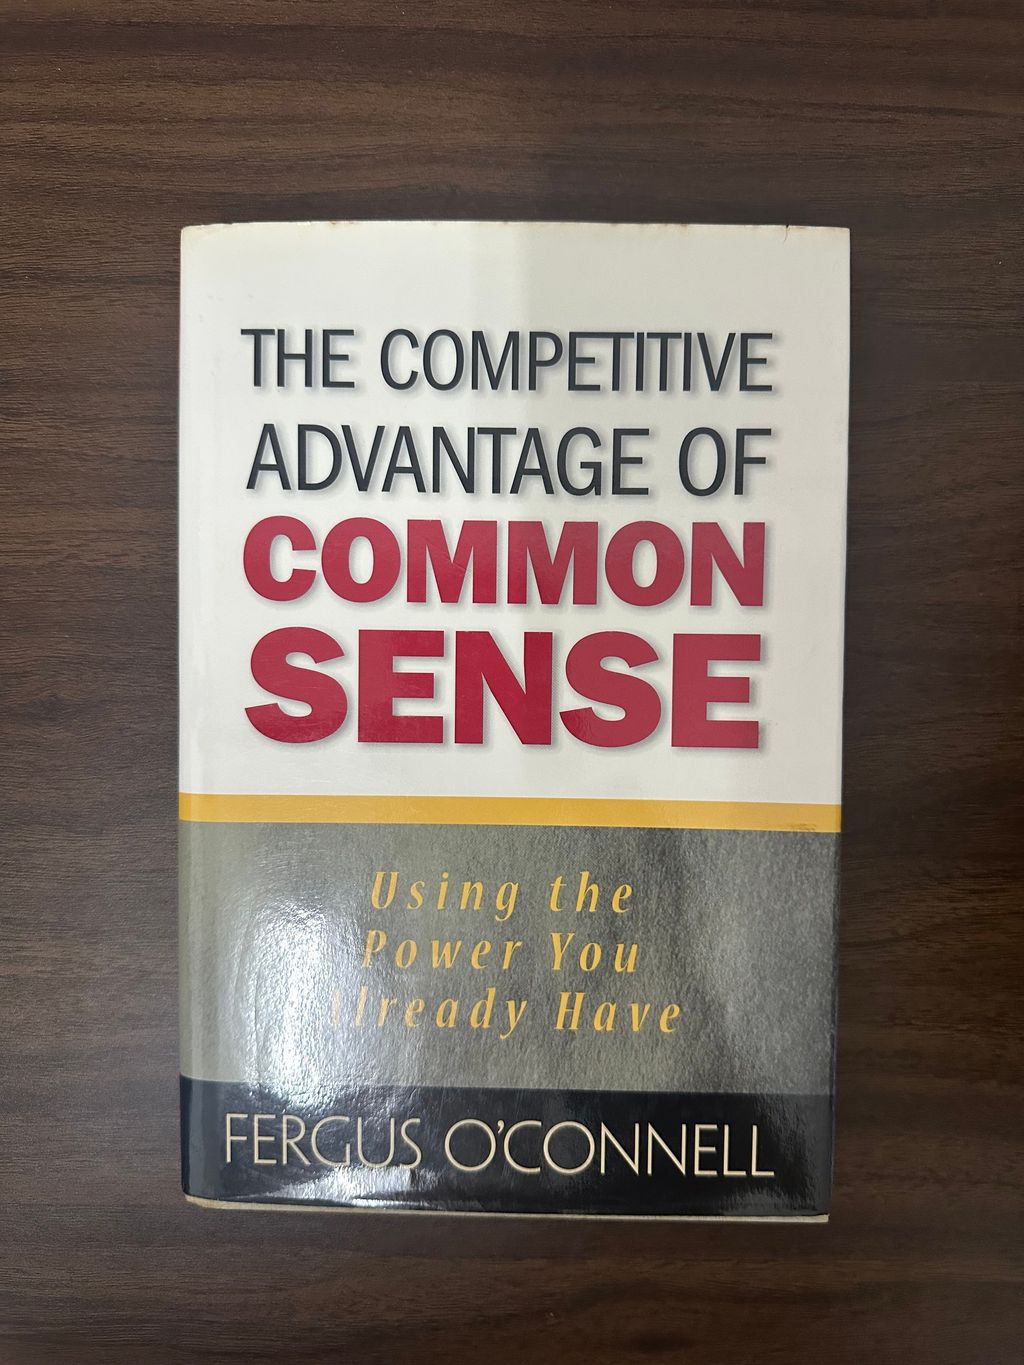 THE COMPETITIVE
ADVANTAGE OF
COMMON
SENSE
Using the
Power You
Already Have
FERGUS O'CONNELL